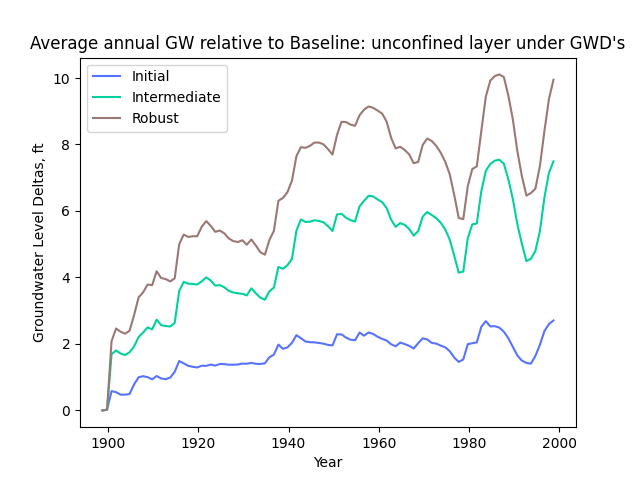 Average annual GW relative to Baseline: unconfined layer under GWD's
Initial
Intermediate
Robust
Groundwater Level Deltas, ft
10
8
6
4
2
0
1900 1920 1940 1960 1980 2000
Year